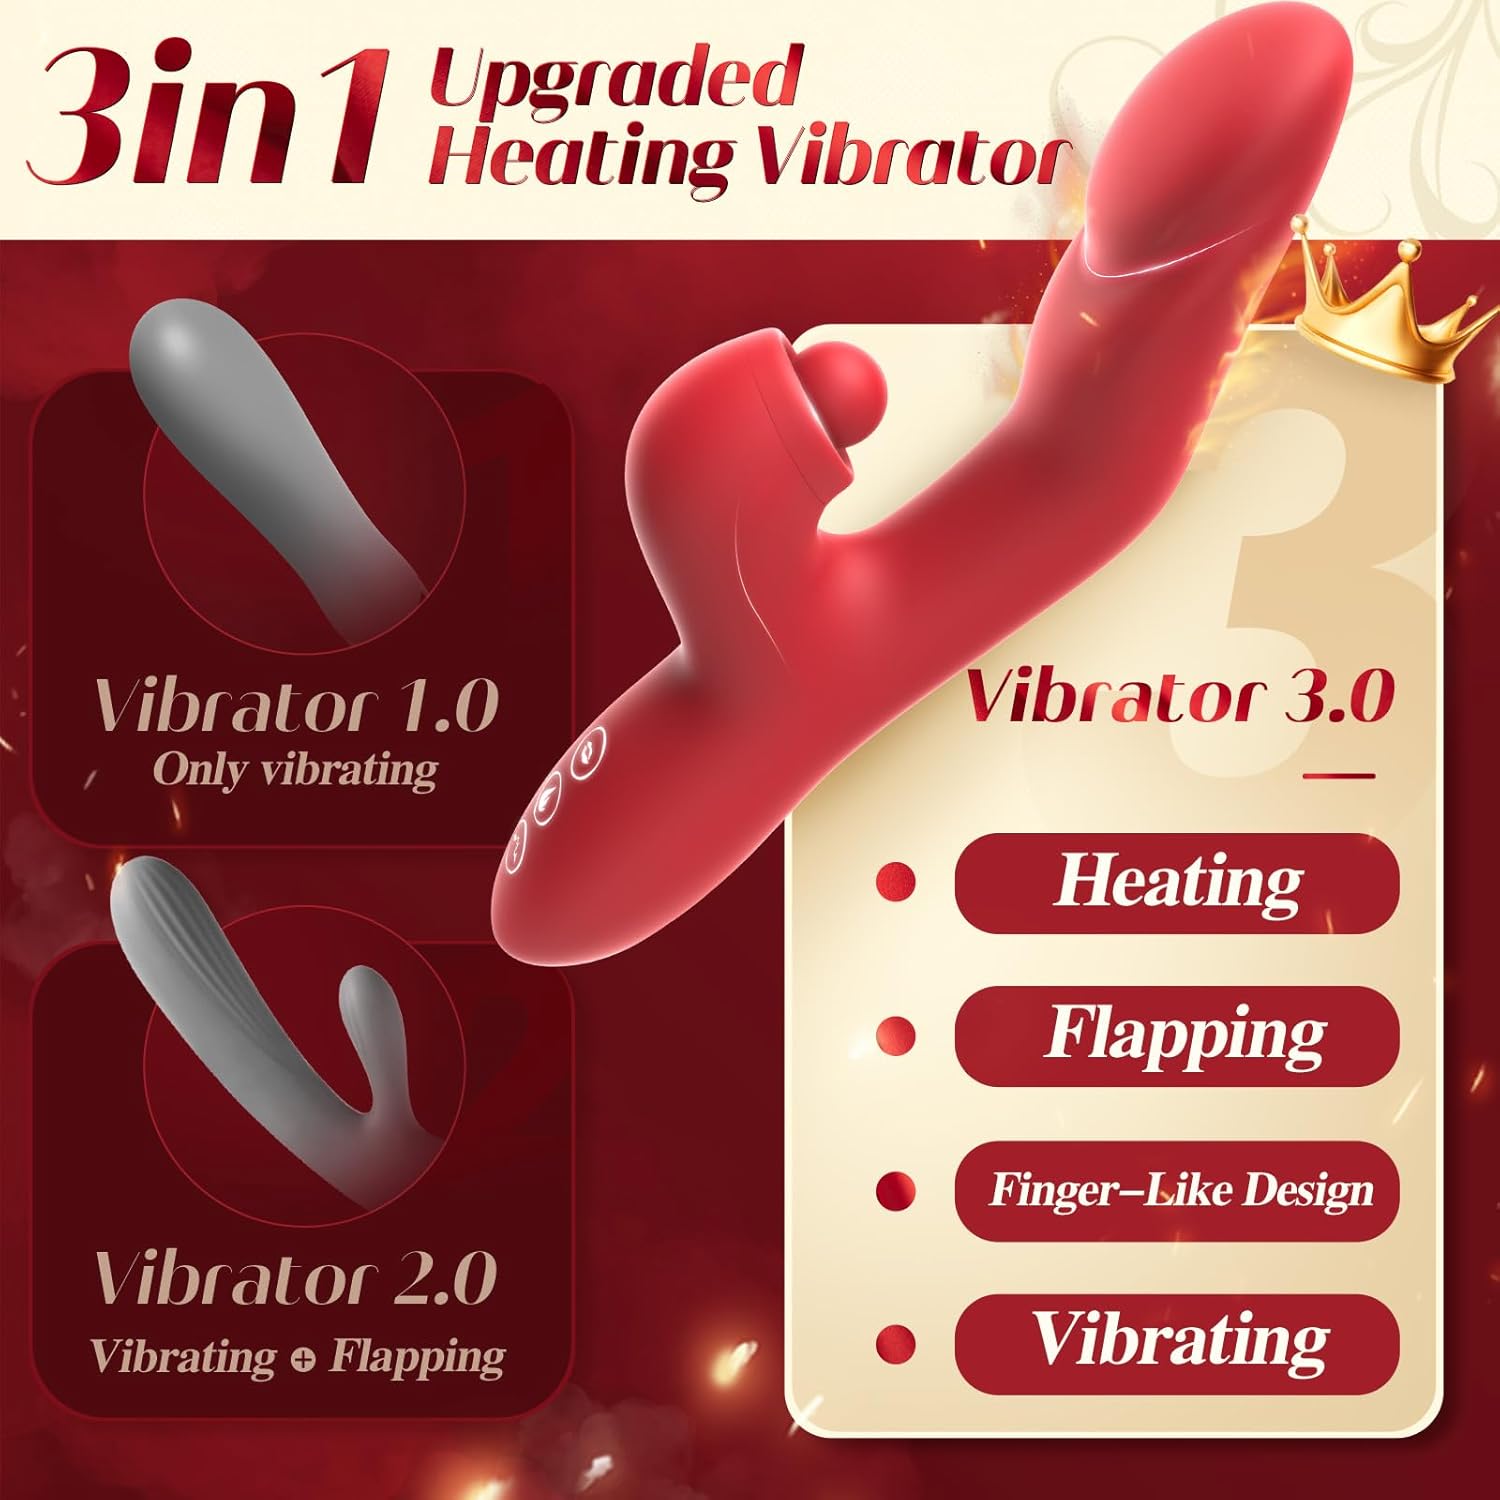 3in1
Upgraded
Heating Vibrator
Vibrator 1.0
Only vibrating
Vibrator 2.0
Vibrating + Flapping
3
Vibrator 3.0
Heating
Flapping
Finger-Like Design
Vibrating